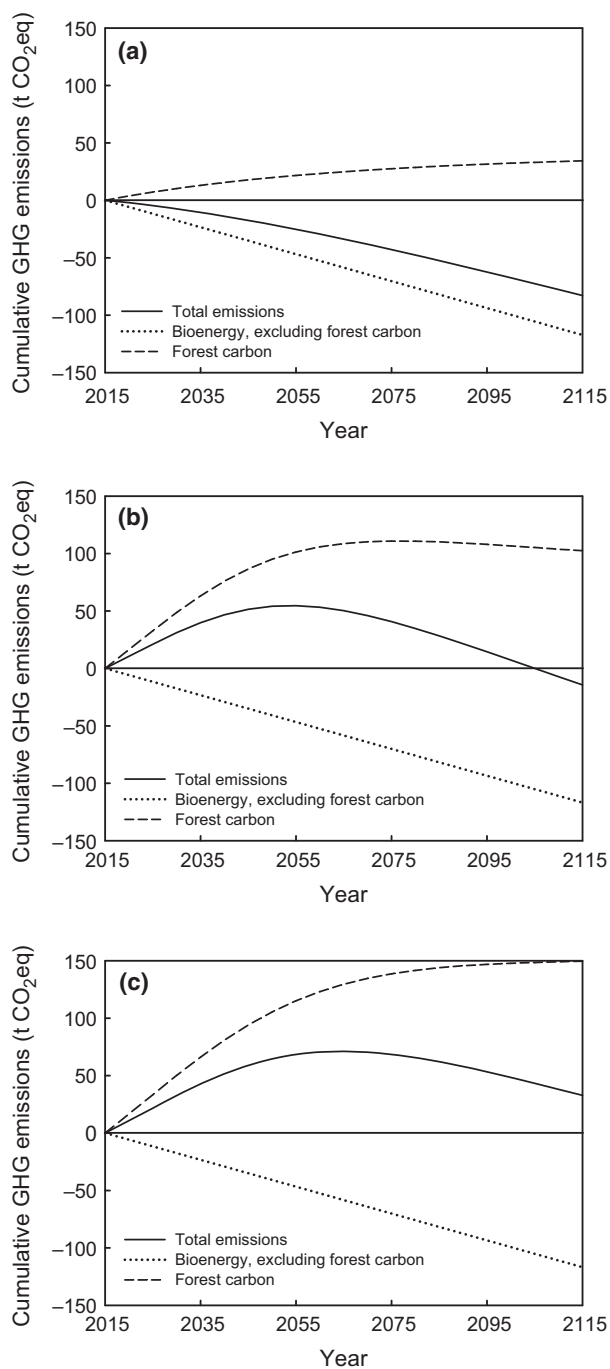 Cumulative GHG emissions (t CO₂eq)
(a)
150
100
50
0
−50
−100
−150
Total emissions
Bioenergy, excluding forest carbon
Forest carbon
2015 2035 2055 2075 2095 2115
Year
Cumulative GHG emissions (t CO₂eq)
(b)
150
100
50
0
−50
−100
−150
Total emissions
Bioenergy, excluding forest carbon
Forest carbon
2015 2035 2055 2075 2095 2115
Year
Cumulative GHG emissions (t CO₂eq)
(c)
150
100
50
0
−50
−100
−150
Total emissions
Bioenergy, excluding forest carbon
Forest carbon
2015 2035 2055 2075 2095 2115
Year